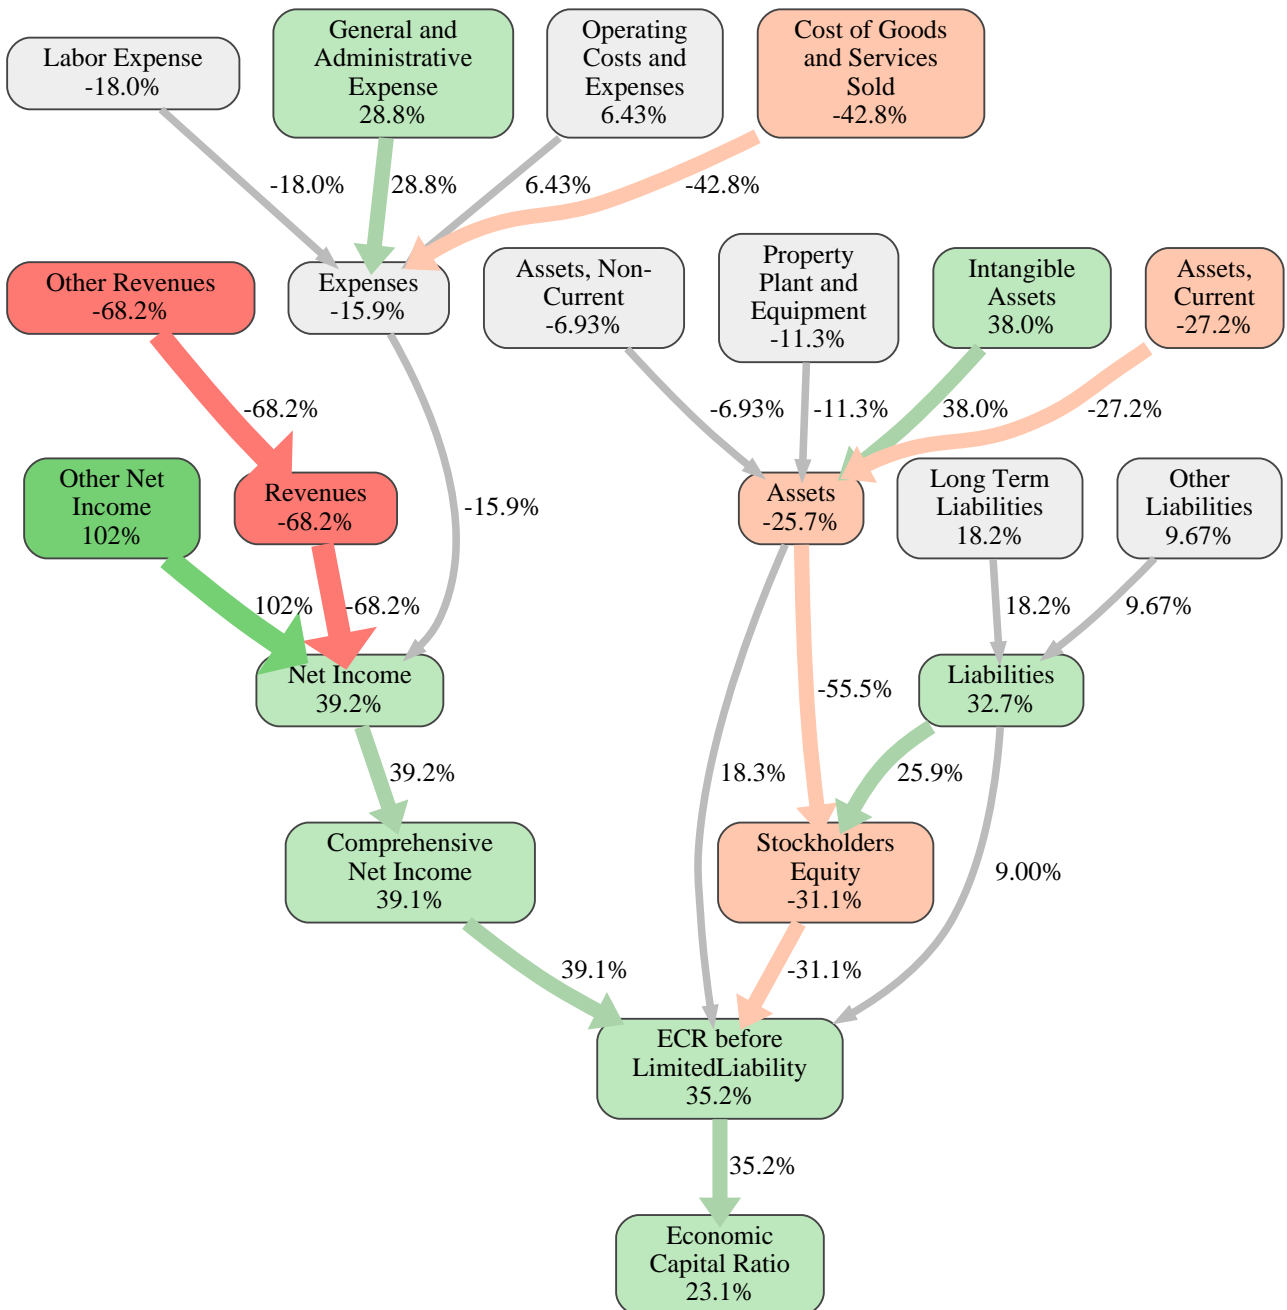 Labor Expense
-18.0%
General and
Administrative
Expense
28.8%
Operating
Costs and
Expenses
6.43%
Cost of Goods
and Services
Sold
-42.8%
-18.0%
28.8%
6.43%
-42.8%
Other Revenues
-68.2%
Expenses
-15.9%
Assets, Non-
Current
-6.93%
Property
Plant and
Equipment
-11.3%
Intangible
Assets
38.0%
Assets,
Current
-27.2%
-68.2%
-6.93%
-11.3%
38.0%
-27.2%
Other Net
Income
102%
Revenues
-68.2%
-15.9%
Assets
-25.7%
Long Term
Liabilities
18.2%
Other
Liabilities
9.67%
102%
-68.2%
18.2%
9.67%
Net Income
39.2%
-55.5%
Liabilities
32.7%
39.2%
18.3%
25.9%
Comprehensive
Net Income
39.1%
Stockholders
Equity
-31.1%
9.00%
39.1%
-31.1%
ECR before
LimitedLiability
35.2%
35.2%
Economic
Capital Ratio
23.1%